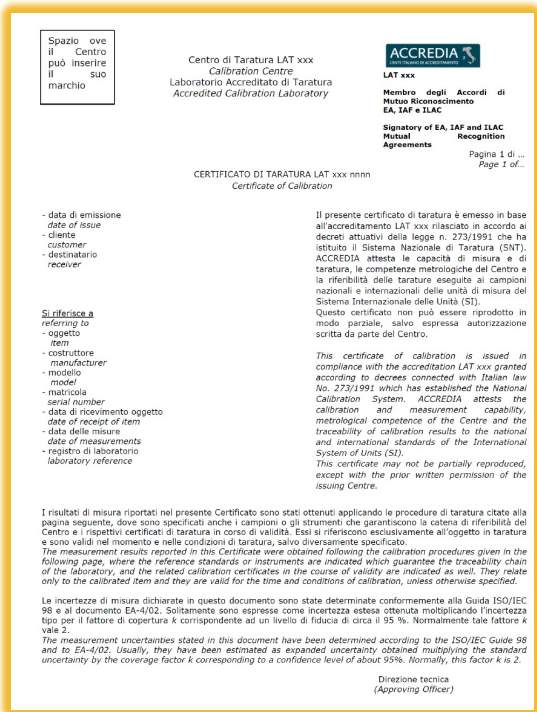 Spazio ove
il Centro
può inserire
il suo
marchio
Centro di Taratura LAT xxx
Calibration Centre
Laboratorio Accreditato di Taratura
Accredited Calibration Laboratory
ACCREDIA
L'ENTE ITALIANO DI ACCREDITAMENTO
LAT xxx
Membro degli Accordi di
Mutuo Riconoscimento
EA, IAF e ILAC
Signatory of EA, IAF and ILAC
Mutual Recognition
Agreements
Pagina 1 di ...
Page 1 of...
CERTIFICATO DI TARATURA LAT xxx nnnn
Certificate of Calibration
- data di emissione
date of issue
- cliente
customer
- destinatario
receiver
Si riferisce a
referring to
- oggetto
item
- costruttore
manufacturer
- modello
model
- matricola
serial number
- data di ricevimento oggetto
date of receipt of item
- data delle misure
date of measurements
- registro di laboratorio
laboratory reference
Il presente certificato di taratura è emesso in base
all'accreditamento LAT xxx rilasciato in accordo ai
decreti attuativi della legge n. 273/1991 che ha
istituito il Sistema Nazionale di Taratura (SNT).
ACCREDIA attesta le capacità di misura e di
taratura, le competenze metrologiche del Centro e
la riferibilità delle tarature eseguite ai campioni
nazionali e internazionali delle unità di misura del
Sistema Internazionale delle Unità (SI).
Questo certificato non può essere riprodotto in
modo parziale, salvo espressa autorizzazione
scritta da parte del Centro.
This certificate of calibration is issued in
compliance with the accreditation LAT xxx granted
according to decrees connected with Italian law
No. 273/1991 which has established the National
Calibration System. ACCREDIA attests the
calibration and measurement capability,
metrological competence of the Centre and the
traceability of calibration results to the national
and international standards of the International
System of Units (SI).
This certificate may not be partially reproduced,
except with the prior written permission of the
issuing Centre.
I risultati di misura riportati nel presente Certificato sono stati ottenuti applicando le procedure di taratura citate alla
pagina seguente, dove sono specificati anche i campioni o gli strumenti che garantiscono la catena di riferibilità del
Centro e i rispettivi certificati di taratura in corso di validità. Essi si riferiscono esclusivamente all'oggetto in taratura
e sono validi nel momento e nelle condizioni di taratura, salvo diversamente specificato.
The measurement results reported in this Certificate were obtained following the calibration procedures given in the
following page, where the reference standards or instruments are indicated which guarantee the traceability chain
of the laboratory, and the related calibration certificates in the course of validity are indicated as well. They relate
only to the calibrated item and they are valid for the time and conditions of calibration, unless otherwise specified.
Le incertezze di misura dichiarate in questo documento sono state determinate conformemente alla Guida ISO/IEC
98 e al documento EA-4/02. Solitamente sono espresse come incertezza estesa ottenuta moltiplicando l'incertezza
tipo per il fattore di copertura k corrispondente ad un livello di fiducia di circa il 95 %. Normalmente tale fattore k
vale 2.
The measurement uncertainties stated in this document have been determined according to the ISO/IEC Guide 98
and to EA-4/02. Usually, they have been estimated as expanded uncertainty obtained multiplying the standard
uncertainty by the coverage factor k corresponding to a confidence level of about 95%. Normally, this factor k is 2.
Direzione tecnica
(Approving Officer)